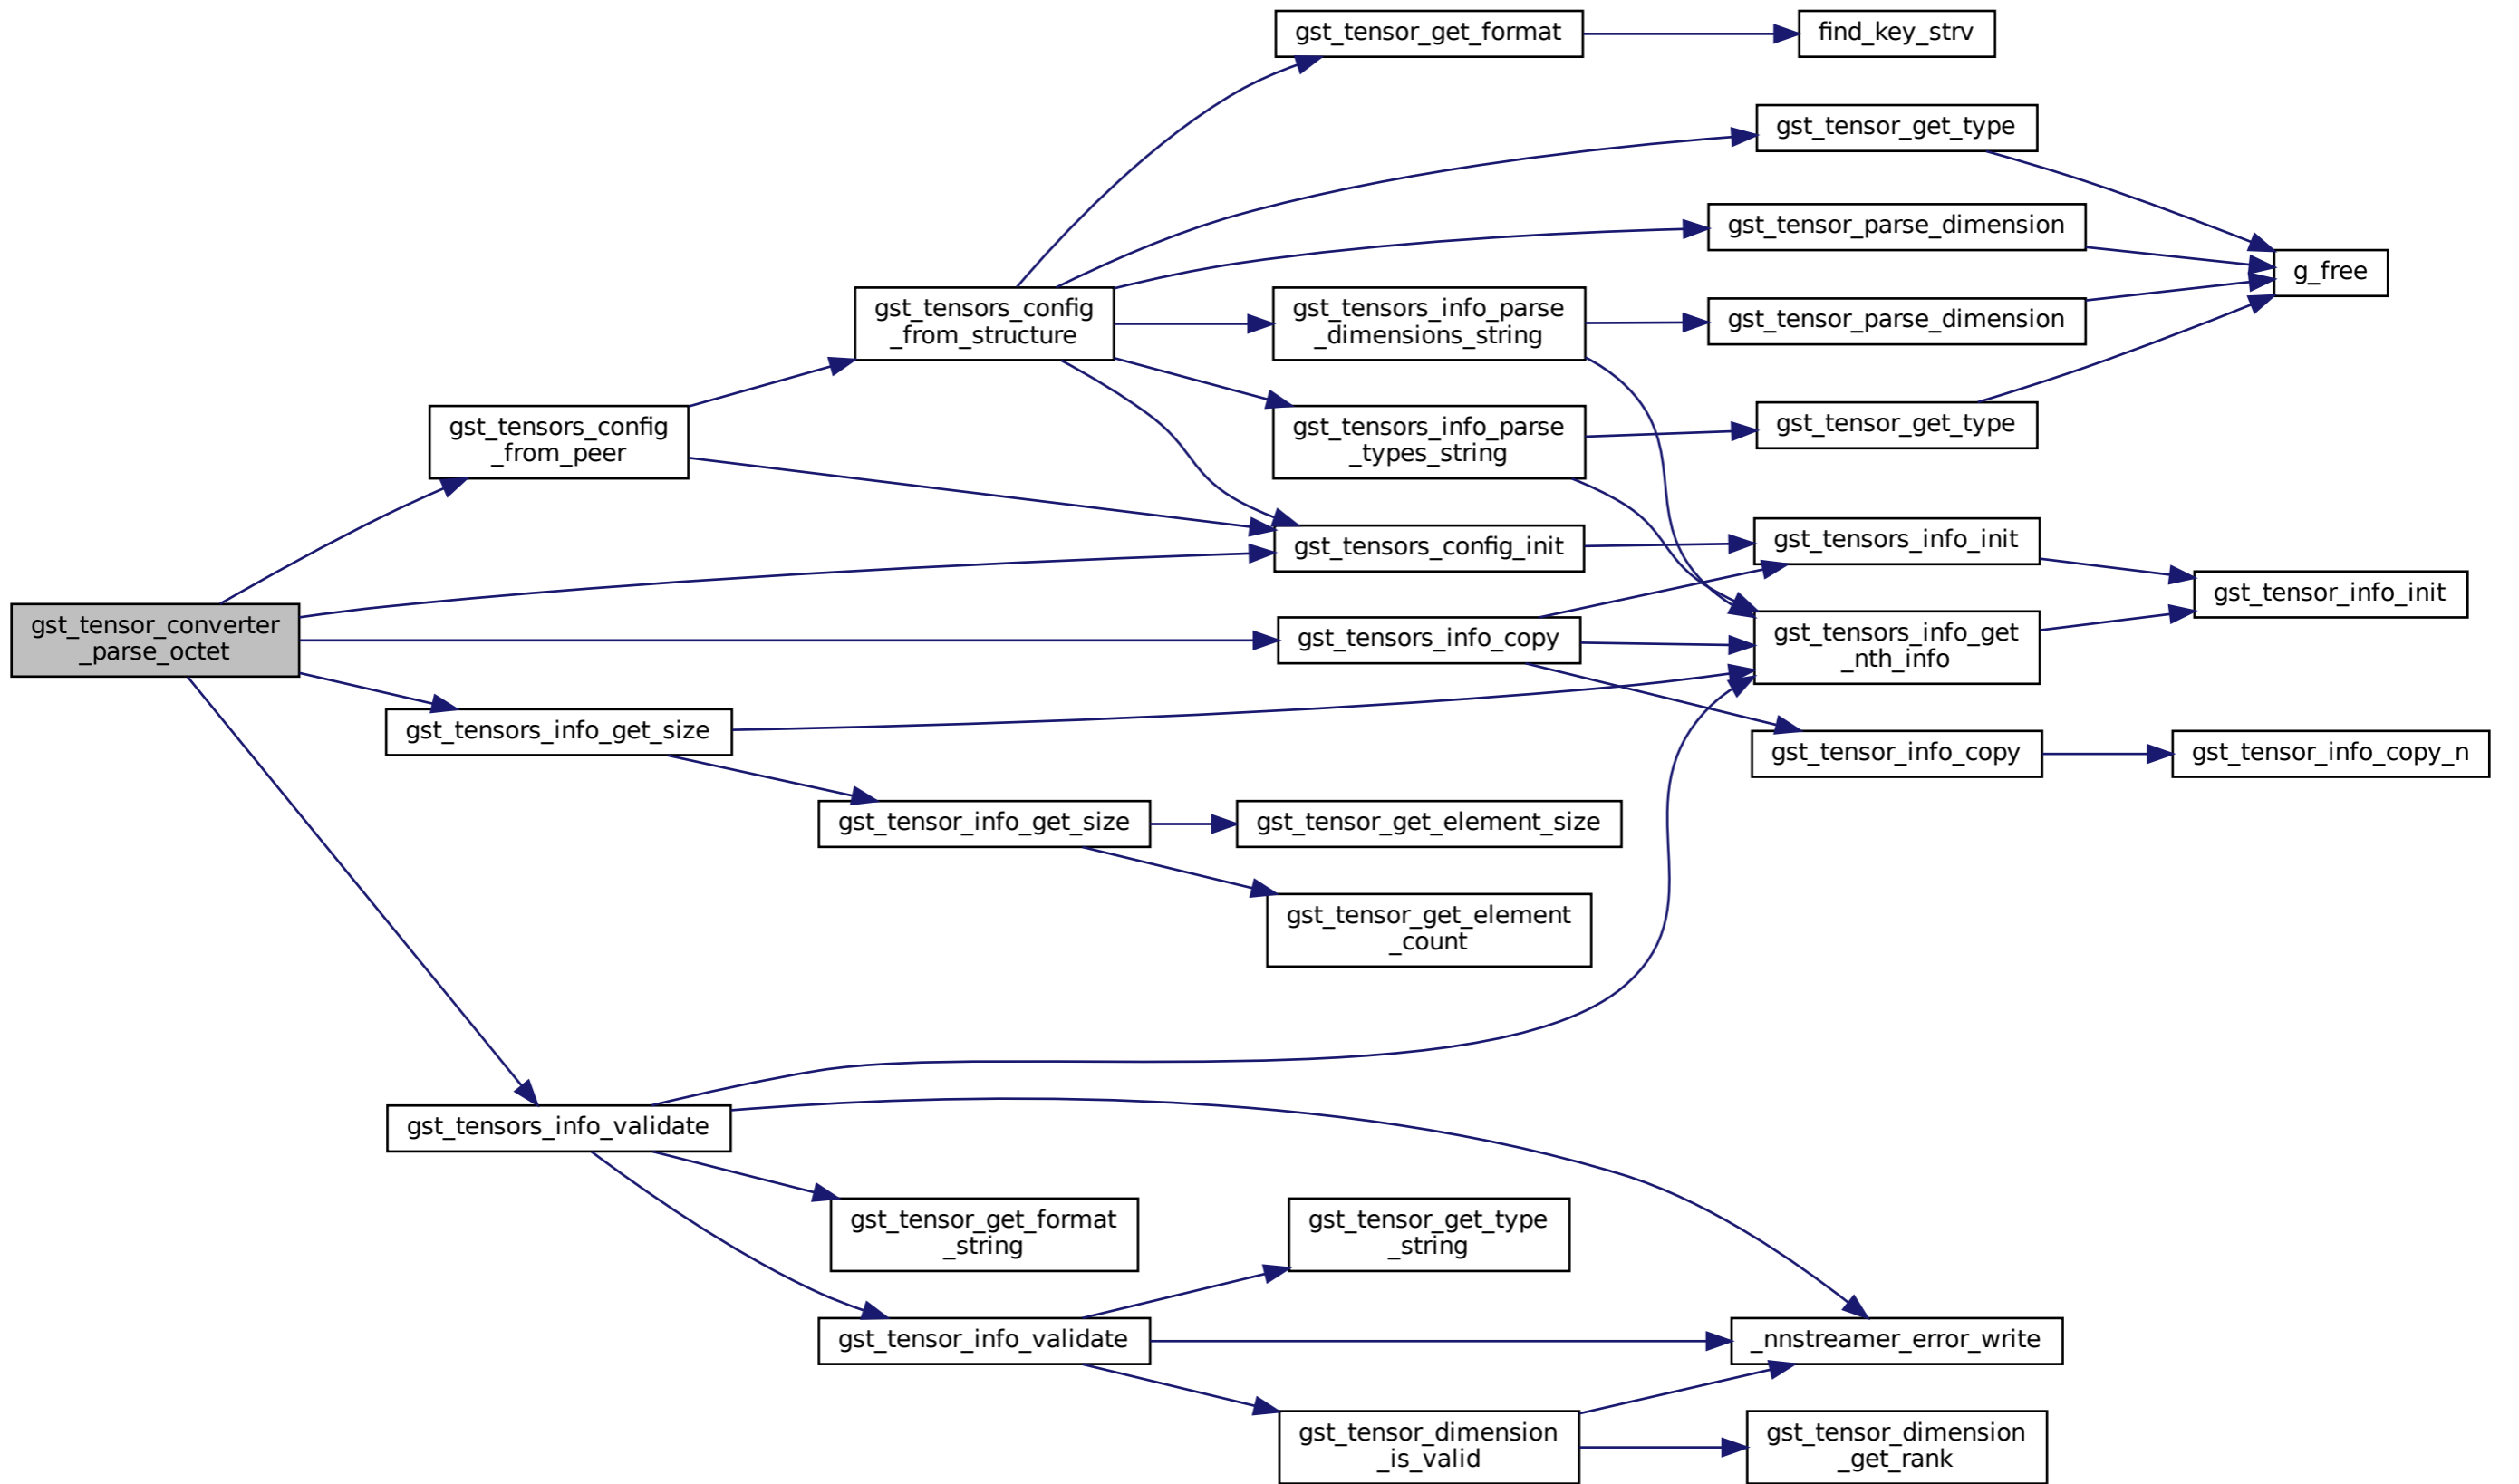 gst_tensor_get_format
find_key_strv
gst_tensor_get_type
gst_tensor_parse_dimension
g_free
gst_tensors_config
_from_structure
gst_tensors_info_parse
_dimensions_string
gst_tensor_parse_dimension
gst_tensors_config
_from_peer
gst_tensors_info_parse
_types_string
gst_tensor_get_type
gst_tensors_config_init
gst_tensors_info_init
gst_tensor_info_init
gst_tensor_converter
_parse_octet
gst_tensors_info_copy
gst_tensors_info_get
_nth_info
gst_tensors_info_get_size
gst_tensor_info_copy
gst_tensor_info_copy_n
gst_tensor_info_get_size
gst_tensor_get_element_size
gst_tensor_get_element
_count
gst_tensors_info_validate
gst_tensor_get_format
_string
gst_tensor_get_type
_string
gst_tensor_info_validate
_nnstreamer_error_write
gst_tensor_dimension
_is_valid
gst_tensor_dimension
_get_rank